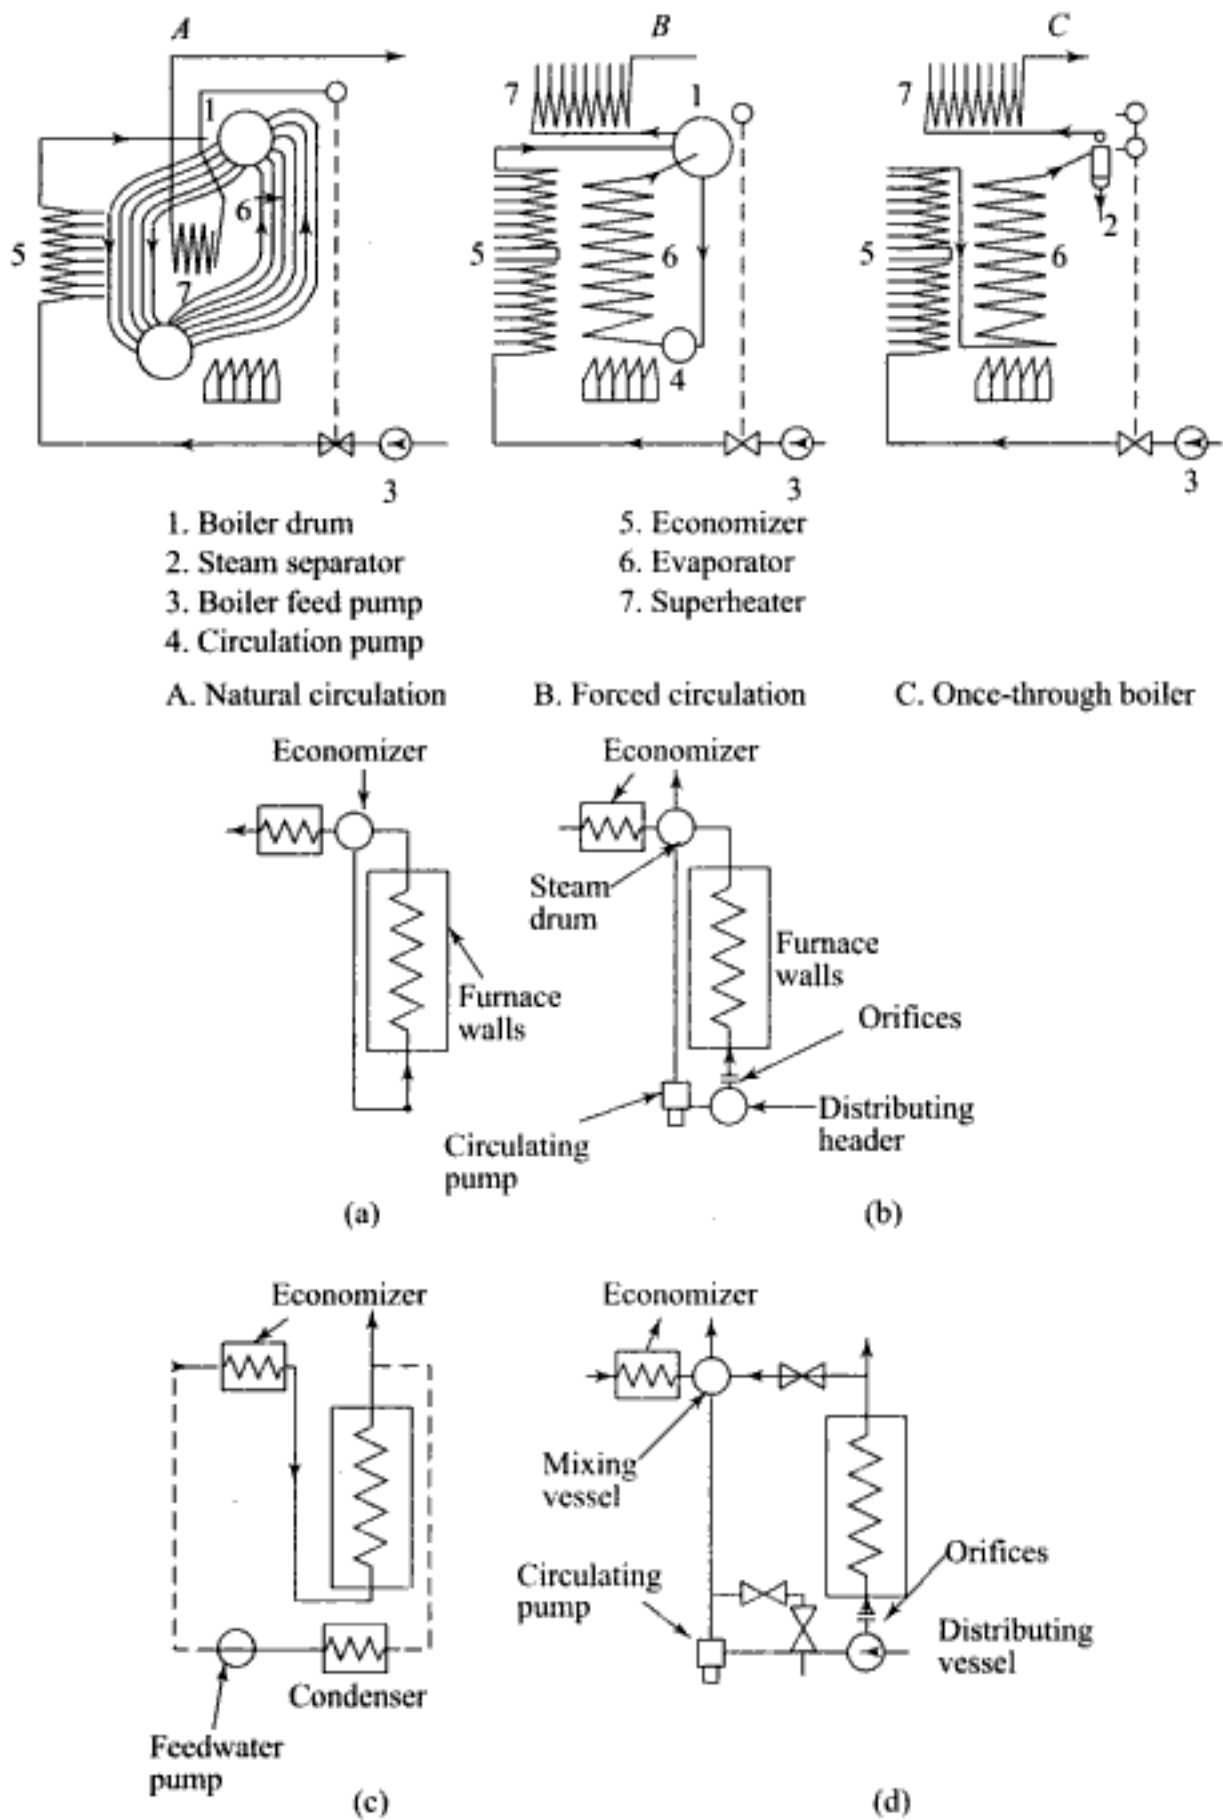 A B C
1
5
6
7
3
7
1
5
6
4
3
7
5
6
2
3
1. Boiler drum
2. Steam separator
3. Boiler feed pump
4. Circulation pump
5. Economizer
6. Evaporator
7. Superheater
A. Natural circulation B. Forced circulation C. Once-through boiler
Economizer
Furnace
walls
(a)
Economizer
Steam
drum
Furnace
walls
Orifices
Distributing
header
Circulating
pump
(b)
Economizer
Condenser
Feedwater
pump
(c)
Economizer
Mixing
vessel
Circulating
pump
Orifices
Distributing
vessel
(d)